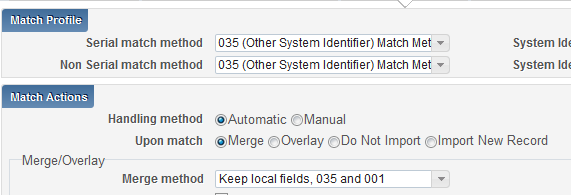 Match Profile
Serial match method 035 (Other System Identifier) Match Met System Ide
Non Serial match method 035 (Other System Identifier) Match Met System Ide
Match Actions
Handling method Automatic Manual
Upon match Merge Overlay Do Not Import Import New Record
Merge/Overlay
Merge method Keep local fields, 035 and 001